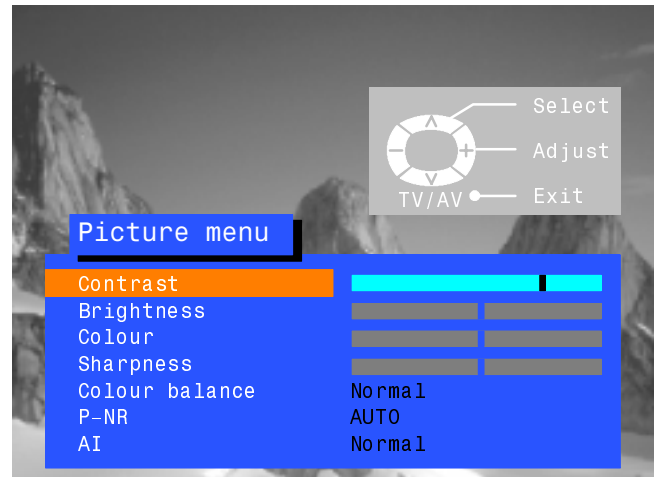 Select
Adjust
TV/AV Exit
Picture menu
Contrast
Brightness
Colour
Sharpness
Colour balance Normal
P-NR AUTO
AI Normal